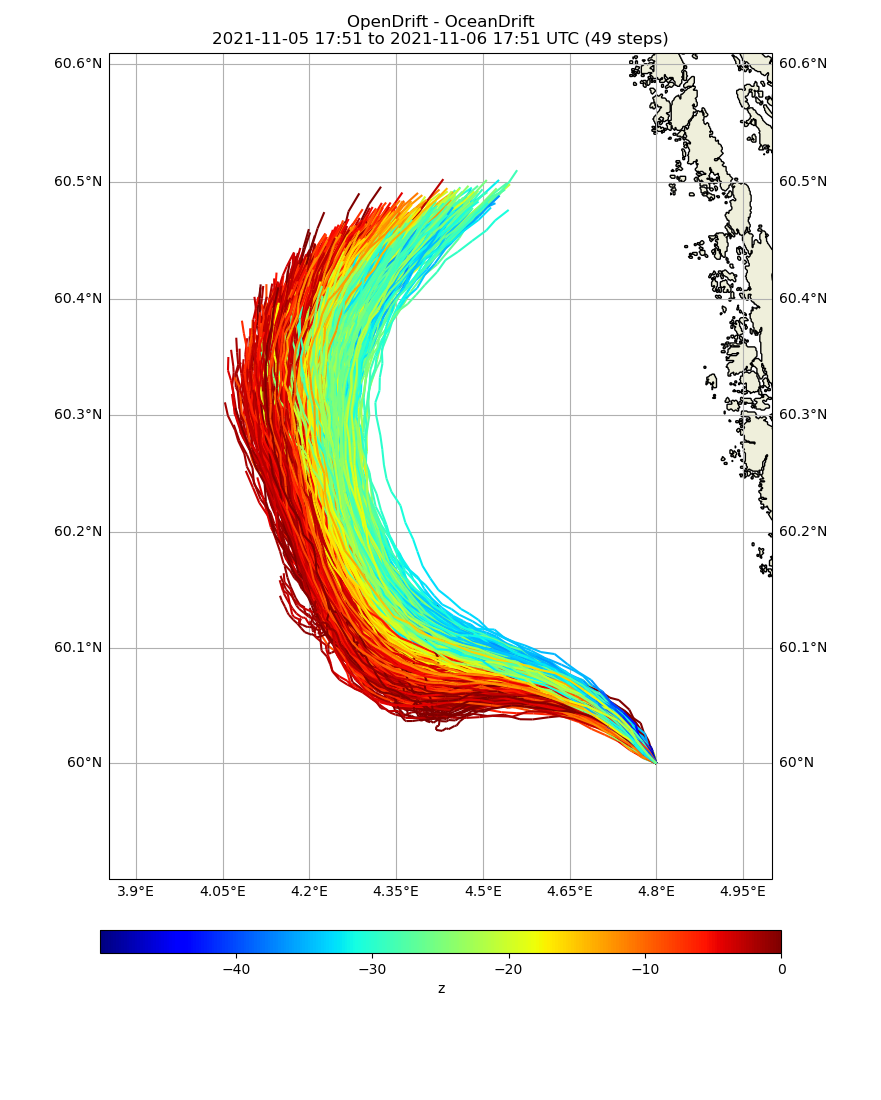 OpenDrift - OceanDrift
2021-11-05 17:51 to 2021-11-06 17:51 UTC (49 steps)
60.6°N 60.6°N
60.5°N 60.5°N
60.4°N 60.4°N
60.3°N 60.3°N
60.2°N 60.2°N
60.1°N 60.1°N
60°N 60°N
3.9°E 4.05°E 4.2°E 4.35°E 4.5°E 4.65°E 4.8°E 4.95°E
−40 −30 −20 −10 0
z